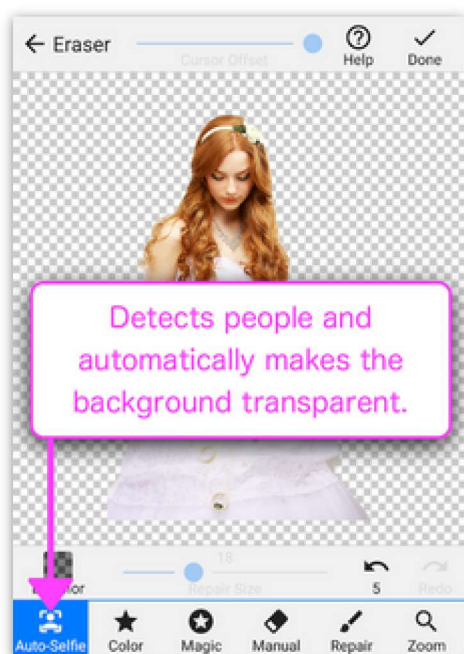 ← Eraser
Cursor Offset
Help
Done
Detects people and
automatically makes the
background transparent.
18
Repair Size
5
Redo
Auto-Selfie
Color
Magic
Manual
Repair
Zoom